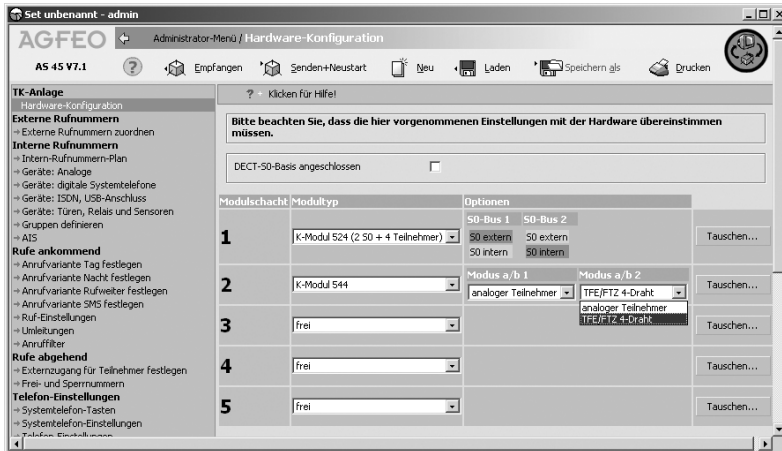 Set unbenannt - admin
AGFEO
Administrator-Menü / Hardware-Konfiguration
AS 45 V7.1
?
Empfangen
Senden+Neustart
Neu
Laden
Speichern als
Drucken
TK-Anlage
Hardware-Konfiguration
Externe Rufnummern
Externe Rufnummern zuordnen
Interne Rufnummern
Intern-Rufnummern-Plan
Geräte: Analoge
Geräte: digitale Systemtelefone
Geräte: ISDN, USB-Anschluss
Geräte: Türen, Relais und Sensoren
Gruppen definieren
AIS
Rufe ankommend
Anrufvariante Tag festlegen
Anrufvariante Nacht festlegen
Anrufvariante Rufweiter festlegen
Anrufvariante SMS festlegen
Ruf-Einstellungen
Umleitungen
Anruffilter
Rufe abgehend
Externzugang für Teilnehmer festlegen
Frei- und Sperrnummern
Telefon-Einstellungen
Systemtelefon-Tasten
Systemtelefon-Einstellungen
Telefon-Einstellungen
? Klicken für Hilfe!
Bitte beachten Sie, dass die hier vorgenommenen Einstellungen mit der Hardware übereinstimmen
müssen.
DECT-S0-Basis angeschlossen
Modulschacht Modultyp Optionen
S0-Bus 1 S0-Bus 2
1 K-Modul 524 (2 S0 + 4 Teilnehmer) S0 extern S0 extern Tauschen...
S0 intern S0 intern
Modus a/b 1 Modus a/b 2
2 K-Modul 544 analoger Teilnehmer TFE/FTZ 4-Draht Tauschen...
analoger Teilnehmer
TFE/FTZ 4-Draht
3 frei Tauschen...
4 frei Tauschen...
5 frei Tauschen...